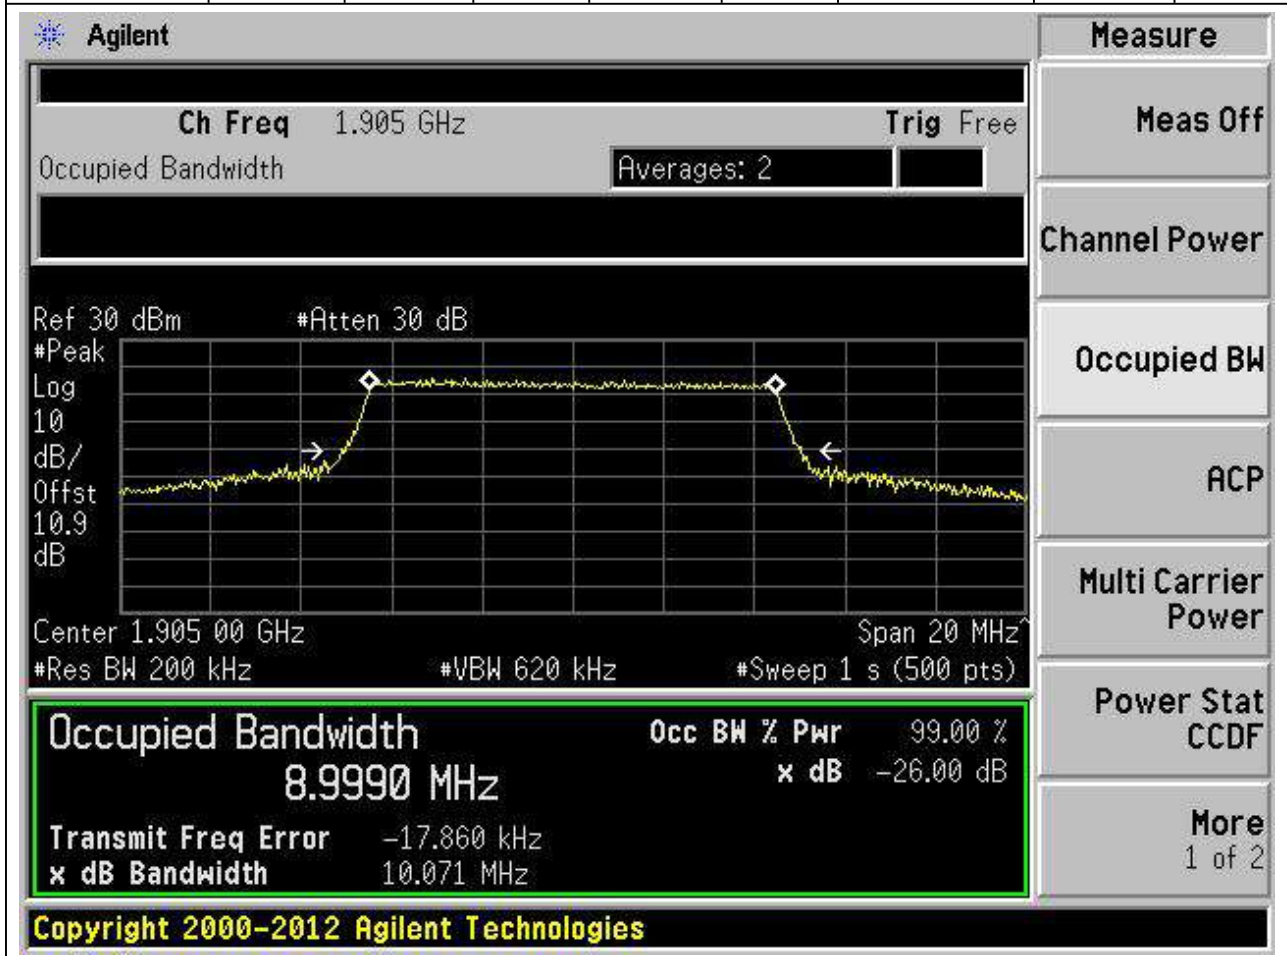 Agilent
Measure
Ch Freq 1.905 GHz Trig Free
Meas Off
Occupied Bandwidth Averages: 2
Channel Power
Ref 30 dBm #Atten 30 dB
#Peak
Log
10
dB/
Offst
10.9
dB
Occupied BW
ACP
Center 1.905 00 GHz Span 20 MHz^
#Res BW 200 kHz #VBW 620 kHz #Sweep 1 s (500 pts)
Multi Carrier
Power
Occupied Bandwidth Occ BW % Pwr 99.00 %
8.9990 MHz x dB -26.00 dB
Transmit Freq Error -17.860 kHz
x dB Bandwidth 10.071 MHz
Power Stat
CCDF
More
1 of 2
Copyright 2000-2012 Agilent Technologies